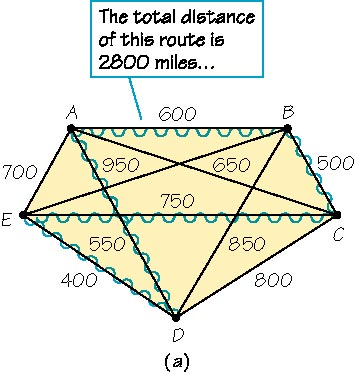 The total distance
of this route is
2800 miles...
A
600
B
700
950
650
500
750
E
C
550
850
400
800
D
(a)